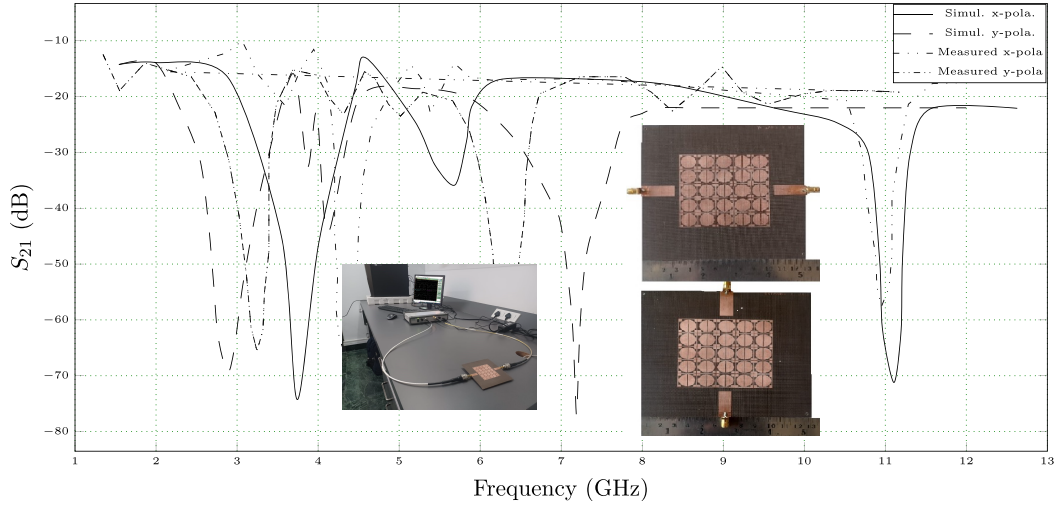 Simul. x-pola.
Simul. y-pola.
Measured x-pola
Measured y-pola
−10
−20
−30
−40
−50
−60
−70
−80
S21 (dB)
1 2 3 4 5 6 7 8 9 10 11 12 13
Frequency (GHz)